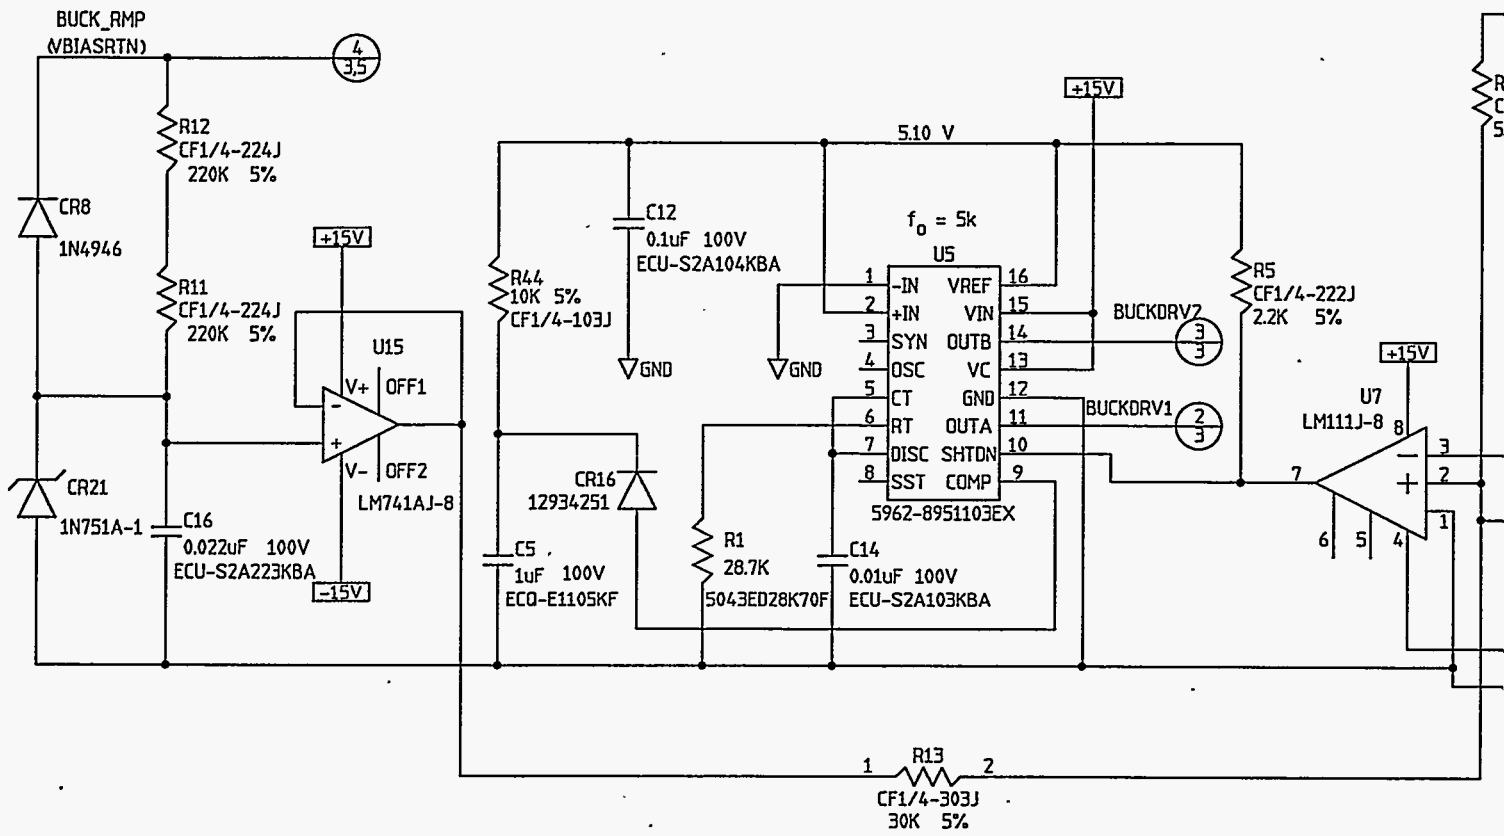 BUCK_RMP
(VBIASRTN)
4
3,5
R12
CF1/4-224J
220K 5%
CR8
1N4946
R11
CF1/4-224J
220K 5%
+15V
U15
V+
OFF1
-
+
V-
OFF2
LM741AJ-8
-15V
CR21
1N751A-1
C16
0.022uF 100V
ECU-S2A223KBA
5.10 V
+15V
C12
0.1uF 100V
ECU-S2A104KBA
GND
R44
10K 5%
CF1/4-103J
GND
f₀ = 5k
U5
1 -IN VREF 16
2 +IN VIN 15
3 SYN OUTB 14
4 OSC VC 13
5 CT GND 12
6 RT OUTA 11
7 DISC SHTDN 10
8 SST COMP 9
5962-8951103EX
BUCKDRV2
3
3
BUCKDRV1
2
3
R5
CF1/4-222J
2.2K 5%
CR16
12934251
C5
1uF 100V
ECQ-E1105KF
R1
28.7K
5043ED28K70F
C14
0.01uF 100V
ECU-S2A103KBA
+15V
U7
LM111J-8
8
7
-
+
3
2
1
6
5
4
R
C
5
1 R13 2
CF1/4-303J
30K 5%